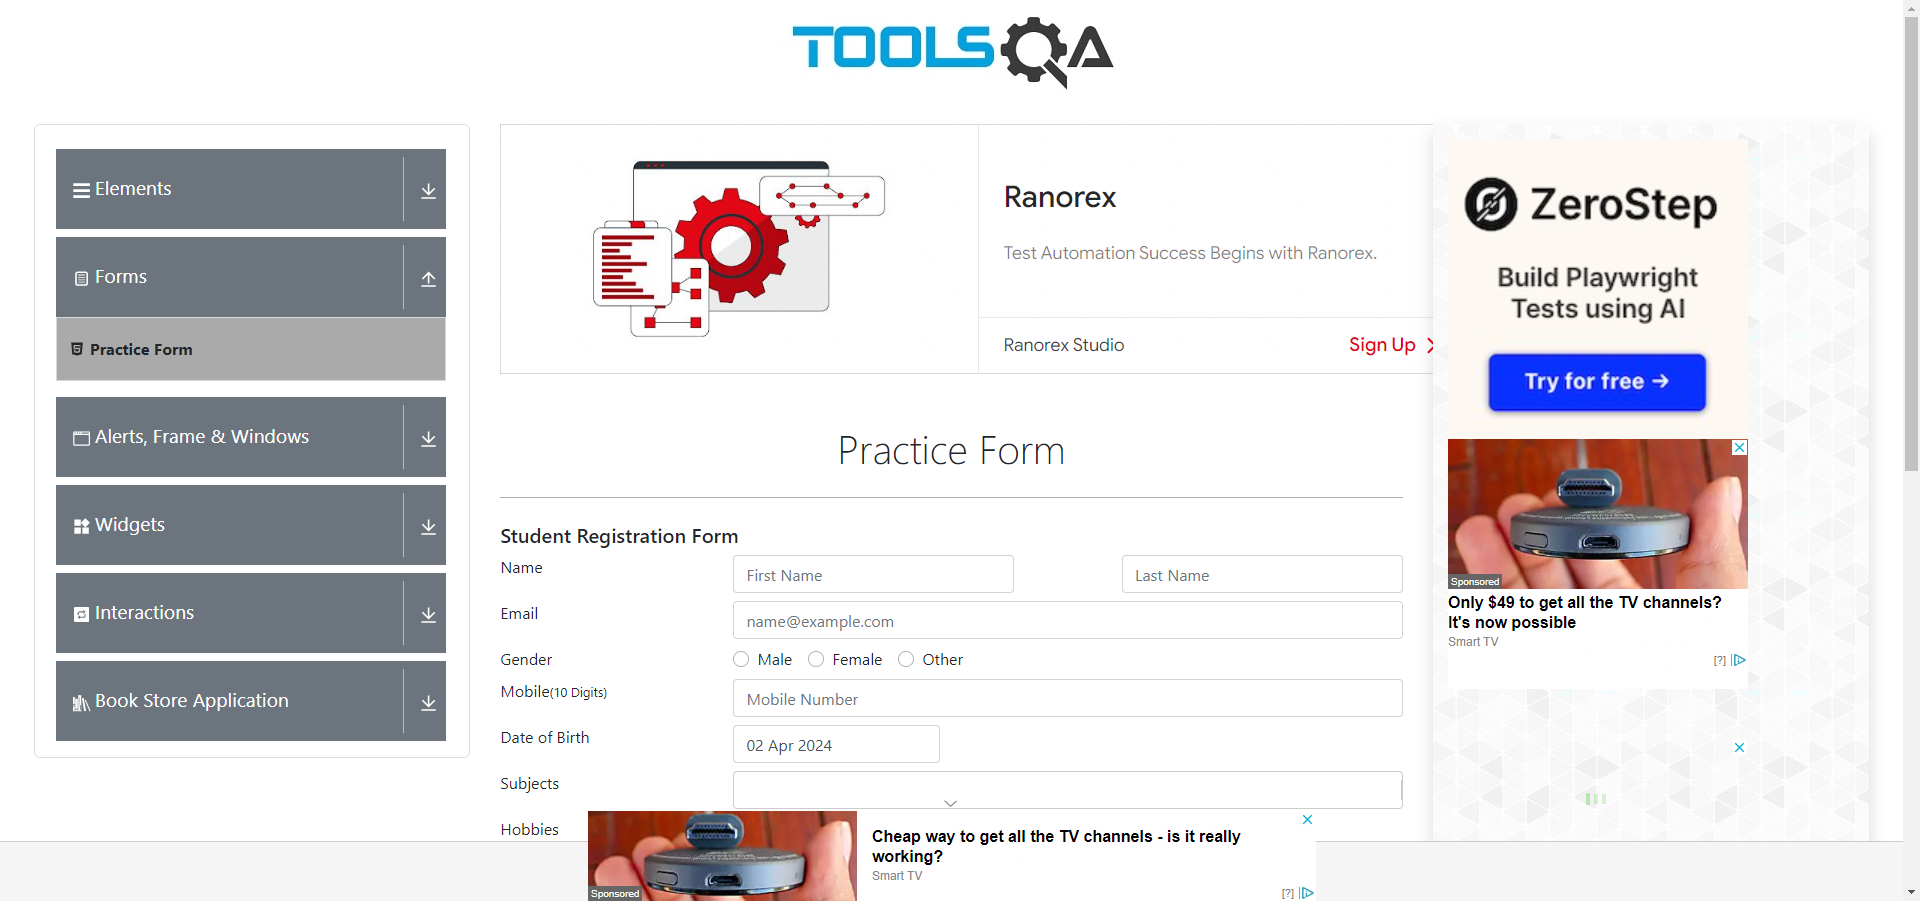 TOOLSQA
Elements
Forms
Practice Form
Alerts, Frame & Windows
Widgets
Interactions
Book Store Application
Ranorex
Test Automation Success Begins with Ranorex.
Ranorex Studio
Sign Up
Practice Form
Student Registration Form
Name
First Name
Last Name
Email
name@example.com
Gender
Male
Female
Other
Mobile(10 Digits)
Mobile Number
Date of Birth
02 Apr 2024
Subjects
Hobbies
ZeroStep
Build Playwright
Tests using AI
Try for free →
Sponsored
Only $49 to get all the TV channels?
It's now possible
Smart TV
[?]
Sponsored
Cheap way to get all the TV channels - is it really
working?
Smart TV
[?]